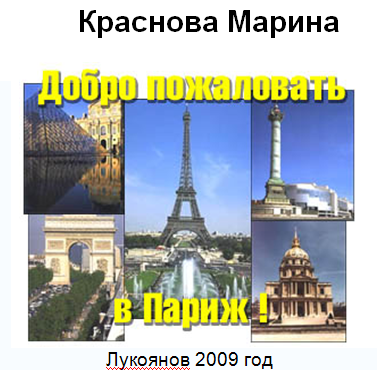 Краснова Марина
Добро пожаловать
в Париж !
Лукоянов 2009 год